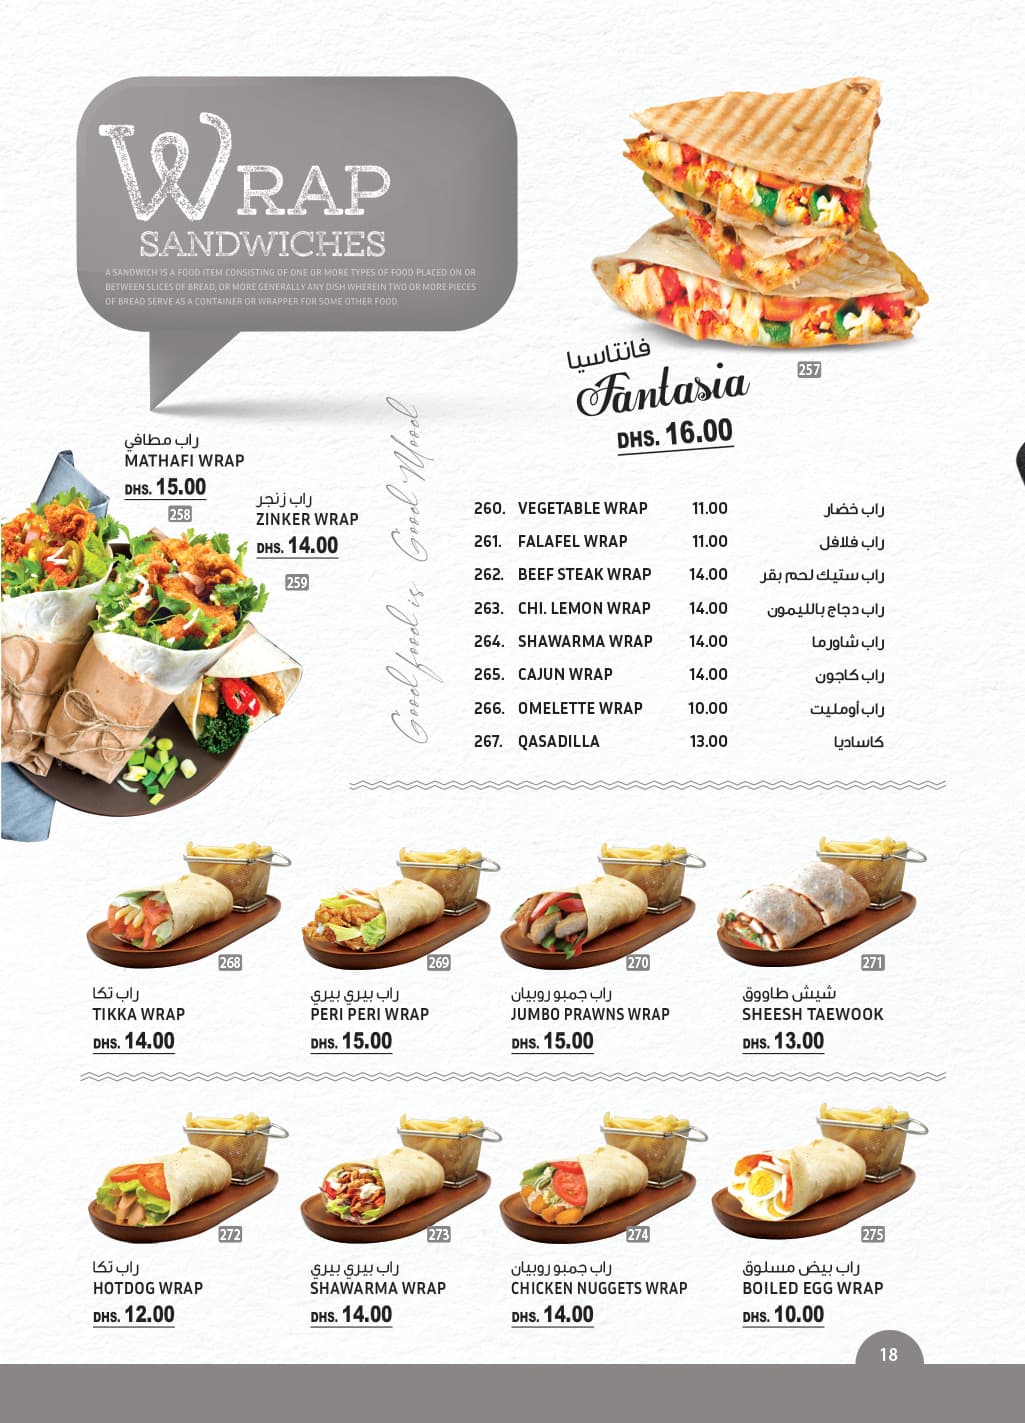 WRAP
SANDWICHES
A SANDWICH IS A FOOD ITEM CONSISTING OF ONE OR MORE TYPES OF FOOD PLACED ON OR
BETWEEN SLICES OF BREAD, OR MORE GENERALLY ANY DISH WHEREIN TWO OR MORE PIECES
OF BREAD SERVE AS A CONTAINER OR WRAPPER FOR SOME OTHER FOOD.
257
فانتاسيا
Fantasia
DHS. 16.00
راب مطافي
MATHAFI WRAP
DHS. 15.00
258
راب زنجر
ZINKER WRAP
DHS. 14.00
259
Good food is Good Mood
260. VEGETABLE WRAP 11.00 راب خضار
261. FALAFEL WRAP 11.00 راب فلافل
262. BEEF STEAK WRAP 14.00 راب ستيك لحم بقر
263. CHI. LEMON WRAP 14.00 راب دجاج بالليمون
264. SHAWARMA WRAP 14.00 راب شاورما
265. CAJUN WRAP 14.00 راب كاجون
266. OMELETTE WRAP 10.00 راب أومليت
267. QASADILLA 13.00 كاساديا
268
راب تكا
TIKKA WRAP
DHS. 14.00
269
راب بيري بيري
PERI PERI WRAP
DHS. 15.00
270
راب جمبو روبيان
JUMBO PRAWNS WRAP
DHS. 15.00
271
شيش طاووق
SHEESH TAEWOOK
DHS. 13.00
272
راب تكا
HOTDOG WRAP
DHS. 12.00
273
راب بيري بيري
SHAWARMA WRAP
DHS. 14.00
274
راب جمبو روبيان
CHICKEN NUGGETS WRAP
DHS. 14.00
275
راب بيض مسلوق
BOILED EGG WRAP
DHS. 10.00
18